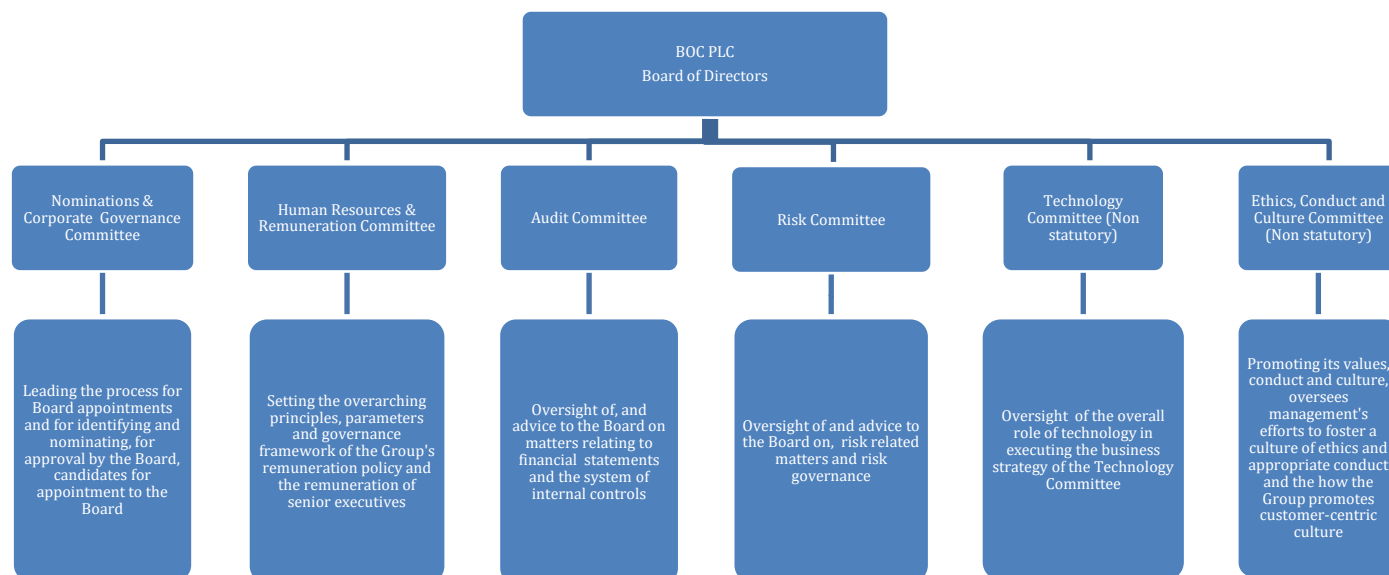 BOC PLC
Board of Directors
Nominations &
Corporate Governance
Committee
Human Resources &
Remuneration Committee
Audit Committee
Risk Committee
Technology
Committee (Non
statutory)
Ethics, Conduct and
Culture Committee
(Non statutory)
Leading the process for
Board appointments
and for identifying and
nominating, for
approval by the Board,
candidates for
appointment to the
Board
Setting the overarching
principles, parameters
and governance
framework of the Group's
remuneration policy and
the remuneration of
senior executives
Oversight of, and
advice to the Board on
matters relating to
financial statements
and the system of
internal controls
Oversight of and advice to
the Board on, risk related
matters and risk
governance
Oversight of the overall
role of technology in
executing the business
strategy of the Technology
Committee
Promoting its values,
conduct and culture,
oversees
management's
efforts to foster a
culture of ethics and
appropriate conduct
and the how the
Group promotes
customer-centric
culture